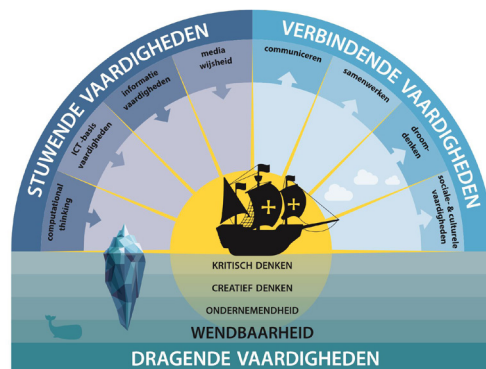 STUWENDE VAARDIGHEDEN
VERBINDENDE VAARDIGHEDEN
computational
thinking
ICT-basis
vaardigheden
informatie
vaardigheden
media
wijsheid
communiceren
samenwerken
droom-
denken
sociale- & culturele
vaardigheden
KRITISCH DENKEN
CREATIEF DENKEN
ONDERNEMENDHEID
WENDBAARHEID
DRAGENDE VAARDIGHEDEN